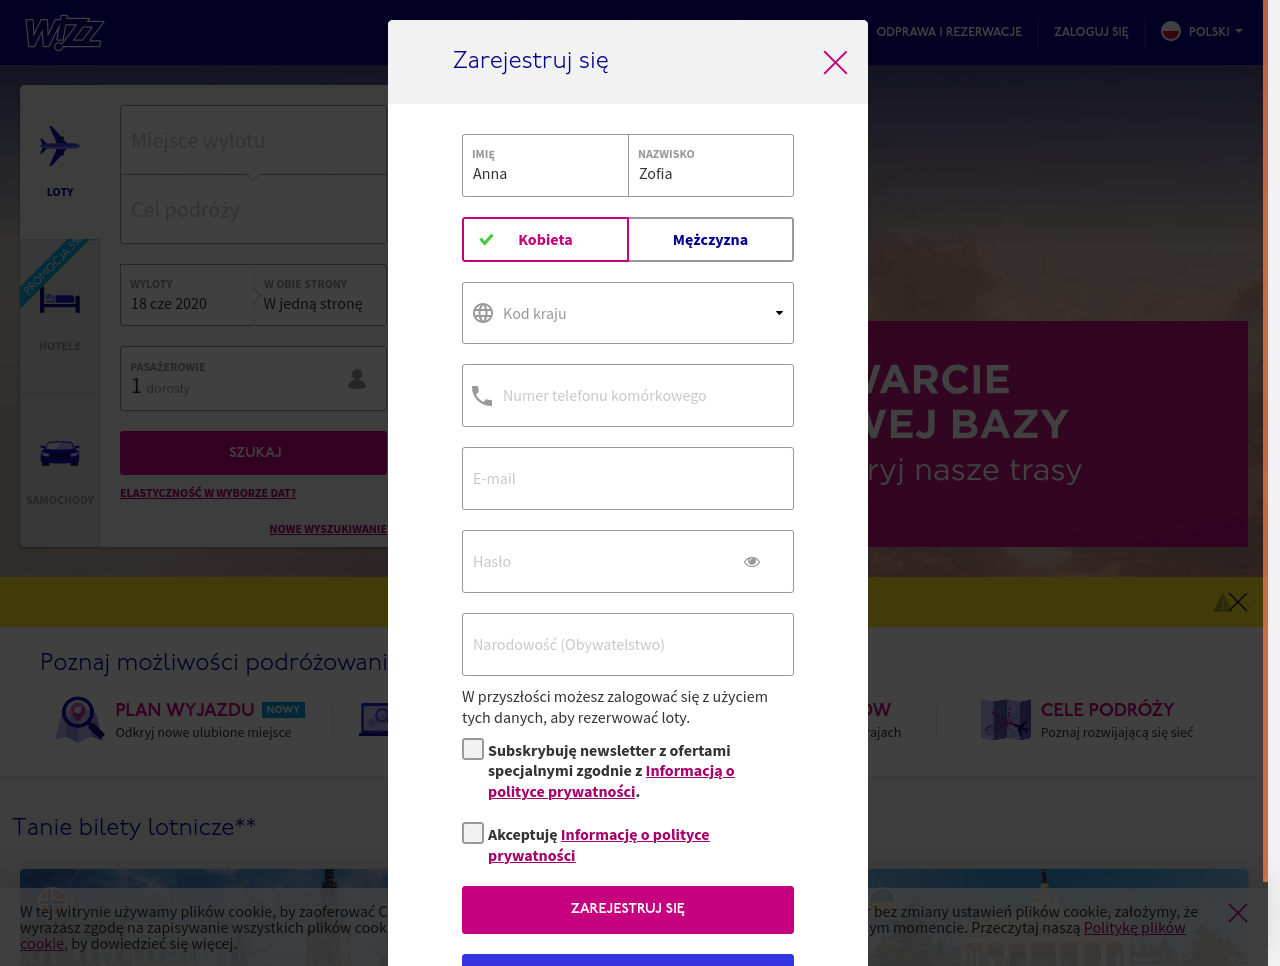 WIZZ
ODPRAWA I REZERWACJE
ZALOGUJ SIĘ
POLSKI
Zarejestruj się
IMIĘ
Anna
NAZWISKO
Zofia
Kobieta
Mężczyzna
Kod kraju
Numer telefonu komórkowego
E-mail
Hasło
Narodowość (Obywatelstwo)
W przyszłości możesz zalogować się z użyciem
tych danych, aby rezerwować loty.
Subskrybuję newsletter z ofertami
specjalnymi zgodnie z Informacją o
polityce prywatności.
Akceptuję Informację o polityce
prywatności
ZAREJESTRUJ SIĘ
LOTY
PROMOCJA
HOTELE
SAMOCHODY
Miejsce wylotu
Cel podróży
WYLOTY
18 cze 2020
W OBIE STRONY
W jedną stronę
PASAŻEROWIE
1 dorosły
SZUKAJ
ELASTYCZNOŚĆ W WYBORZE DAT?
NOWE WYSZUKIWANIE
WARCIE
WEJ BAZY
ryj nasze trasy
Poznaj możliwości podróżowani
PLAN WYJAZDU NOWY
Odkryj nowe ulubione miejsce
ÓW
rajach
CELE PODRÓŻY
Poznaj rozwijającą się sieć
Tanie bilety lotnicze**
W tej witrynie używamy plików cookie, by zaoferować C
wyrażasz zgodę na zapisywanie wszystkich plików cook
cookie, by dowiedzieć się więcej.
r bez zmiany ustawień plików cookie, założymy, że
ym momencie. Przeczytaj naszą Politykę plików